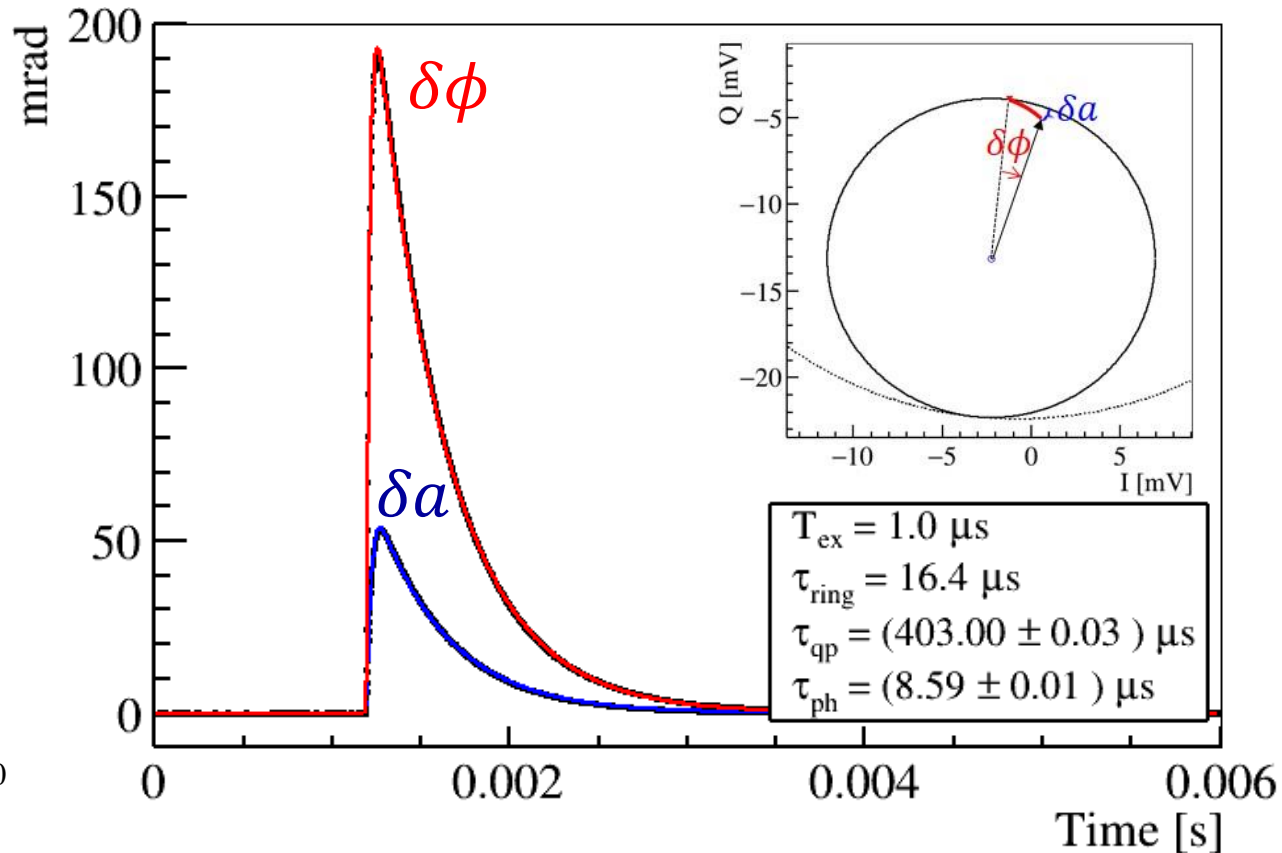 mrad
200
150
100
50
0
δϕ
δa
Q [mV]
−5
−10
−15
−20
δa
δϕ
−10
−5
0
5
I [mV]
T_ex = 1.0 µs
τ_ring = 16.4 µs
τ_qp = (403.00 ± 0.03 ) µs
τ_ph = (8.59 ± 0.01 ) µs
0
0
0.002
0.004
0.006
Time [s]